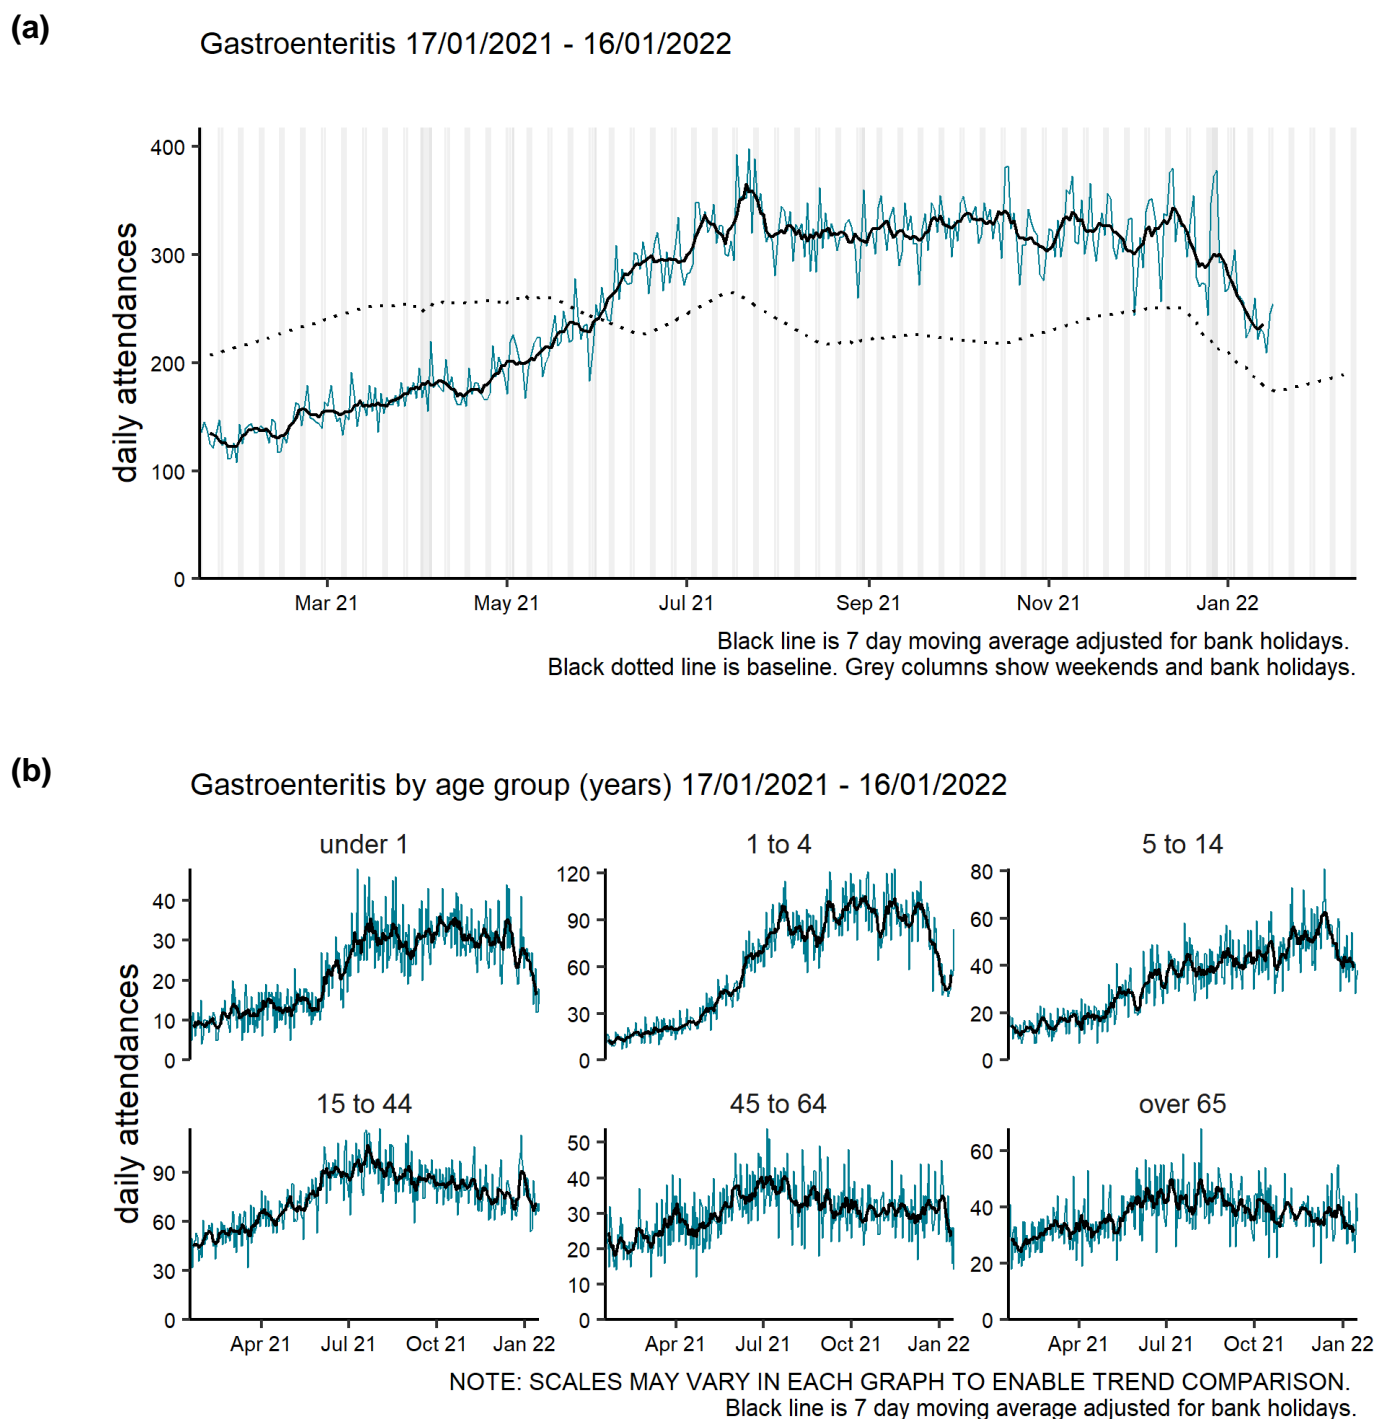 (a)
Gastroenteritis 17/01/2021 - 16/01/2022
daily attendances
400
300
200
100
0
Mar 21 May 21 Jul 21 Sep 21 Nov 21 Jan 22
Black line is 7 day moving average adjusted for bank holidays.
Black dotted line is baseline. Grey columns show weekends and bank holidays.
(b)
Gastroenteritis by age group (years) 17/01/2021 - 16/01/2022
daily attendances
under 1
40
30
20
10
0
1 to 4
120
90
60
30
0
5 to 14
80
60
40
20
0
15 to 44
90
60
30
0
Apr 21 Jul 21 Oct 21 Jan 22
45 to 64
50
40
30
20
10
0
Apr 21 Jul 21 Oct 21 Jan 22
over 65
60
40
20
0
Apr 21 Jul 21 Oct 21 Jan 22
NOTE: SCALES MAY VARY IN EACH GRAPH TO ENABLE TREND COMPARISON.
Black line is 7 day moving average adjusted for bank holidays.